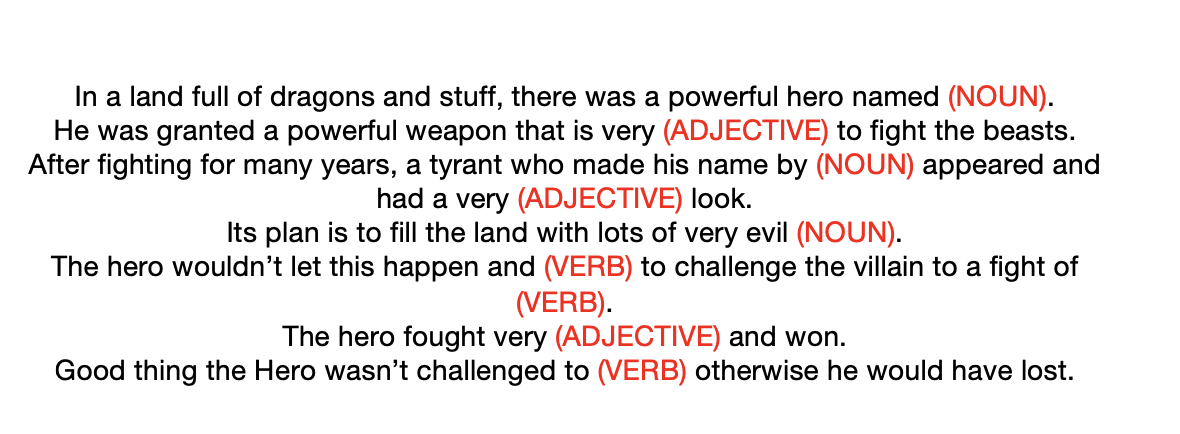 In a land full of dragons and stuff, there was a powerful hero named (NOUN).
He was granted a powerful weapon that is very (ADJECTIVE) to fight the beasts.
After fighting for many years, a tyrant who made his name by (NOUN) appeared and
had a very (ADJECTIVE) look.
Its plan is to fill the land with lots of very evil (NOUN).
The hero wouldn’t let this happen and (VERB) to challenge the villain to a fight of
(VERB).
The hero fought very (ADJECTIVE) and won.
Good thing the Hero wasn’t challenged to (VERB) otherwise he would have lost.